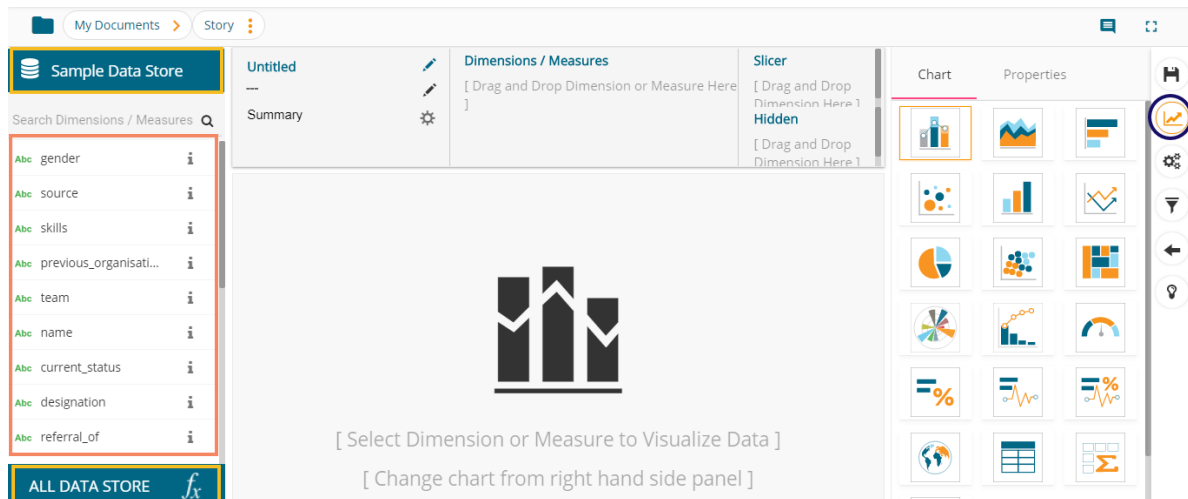 My Documents
Story
Sample Data Store
Search Dimensions / Measures
Abc gender
Abc source
Abc skills
Abc previous_organisati...
Abc team
Abc name
Abc current_status
Abc designation
Abc referral_of
ALL DATA STORE fx
Untitled
---
Summary
Dimensions / Measures
[ Drag and Drop Dimension or Measure Here
]
Slicer
[ Drag and Drop
Dimension Here ]
Hidden
[ Drag and Drop
Dimension Here ]
[ Select Dimension or Measure to Visualize Data ]
[ Change chart from right hand side panel ]
Chart
Properties
%
%
Σ